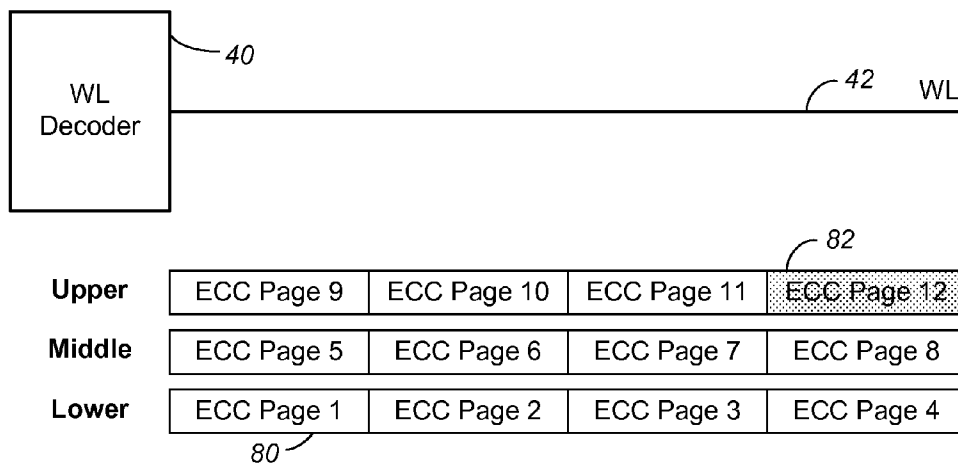 40
WL
Decoder
42
WL
82
Upper ECC Page 9 ECC Page 10 ECC Page 11 ECC Page 12
Middle ECC Page 5 ECC Page 6 ECC Page 7 ECC Page 8
Lower ECC Page 1 ECC Page 2 ECC Page 3 ECC Page 4
80